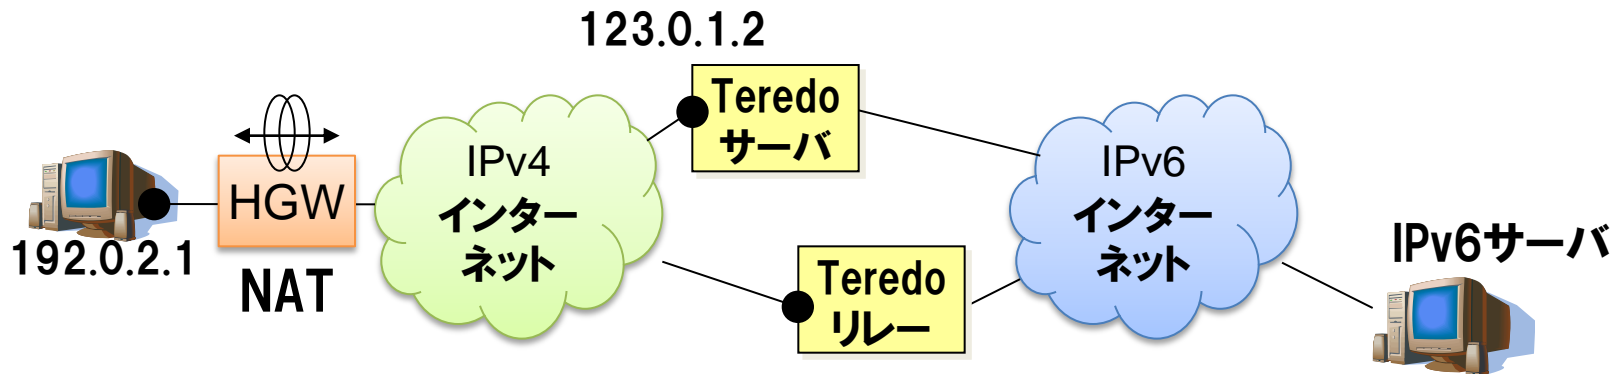 123.0.1.2
Teredo
サーバ
IPv4
インター
ネット
IPv6
インター
ネット
HGW
192.0.2.1
NAT
Teredo
リレー
IPv6サーバ